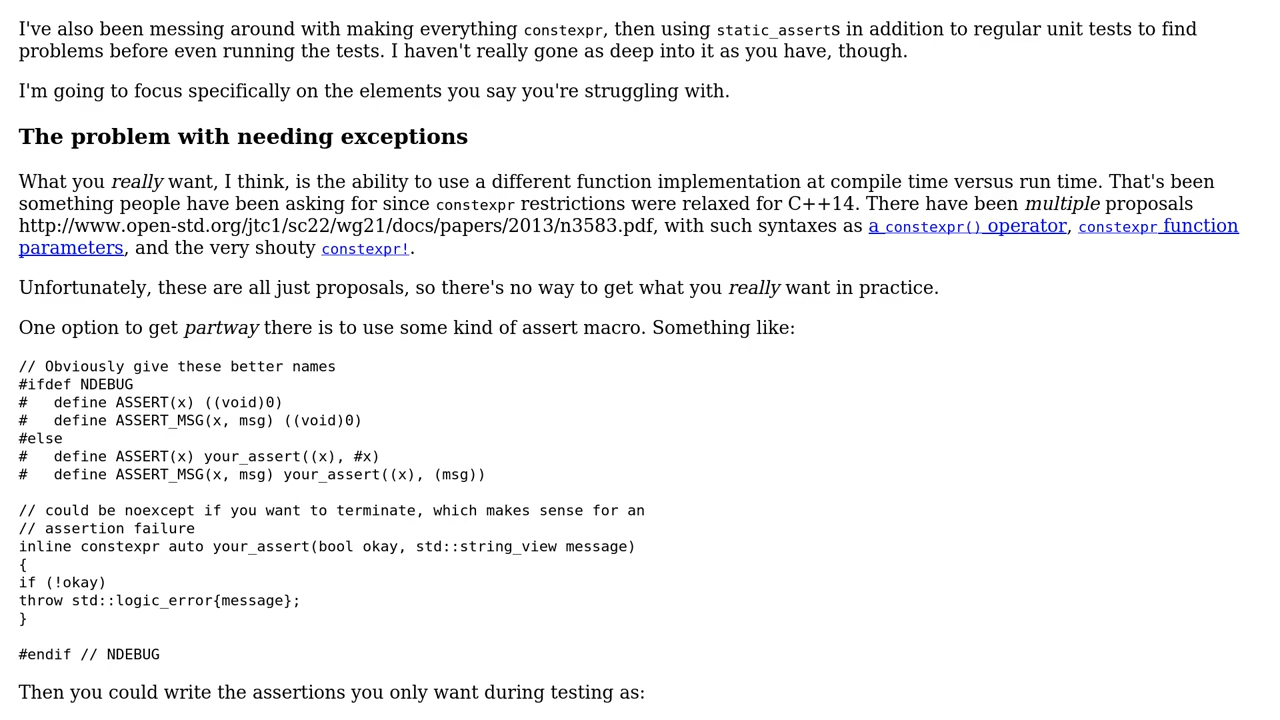 I've also been messing around with making everything constexpr, then using static_asserts in addition to regular unit tests to find
problems before even running the tests. I haven't really gone as deep into it as you have, though.
I'm going to focus specifically on the elements you say you're struggling with.
The problem with needing exceptions
What you really want, I think, is the ability to use a different function implementation at compile time versus run time. That's been
something people have been asking for since constexpr restrictions were relaxed for C++14. There have been multiple proposals
http://www.open-std.org/jtc1/sc22/wg21/docs/papers/2013/n3583.pdf, with such syntaxes as a constexpr() operator, constexpr function
parameters, and the very shouty constexpr!.
Unfortunately, these are all just proposals, so there's no way to get what you really want in practice.
One option to get partway there is to use some kind of assert macro. Something like:
// Obviously give these better names
#ifdef NDEBUG
#   define ASSERT(x) ((void)0)
#   define ASSERT_MSG(x, msg) ((void)0)
#else
#   define ASSERT(x) your_assert((x), #x)
#   define ASSERT_MSG(x, msg) your_assert((x), (msg))
// could be noexcept if you want to terminate, which makes sense for an
// assertion failure
inline constexpr auto your_assert(bool okay, std::string_view message)
{
if (!okay)
throw std::logic_error{message};
}
#endif // NDEBUG
Then you could write the assertions you only want during testing as: